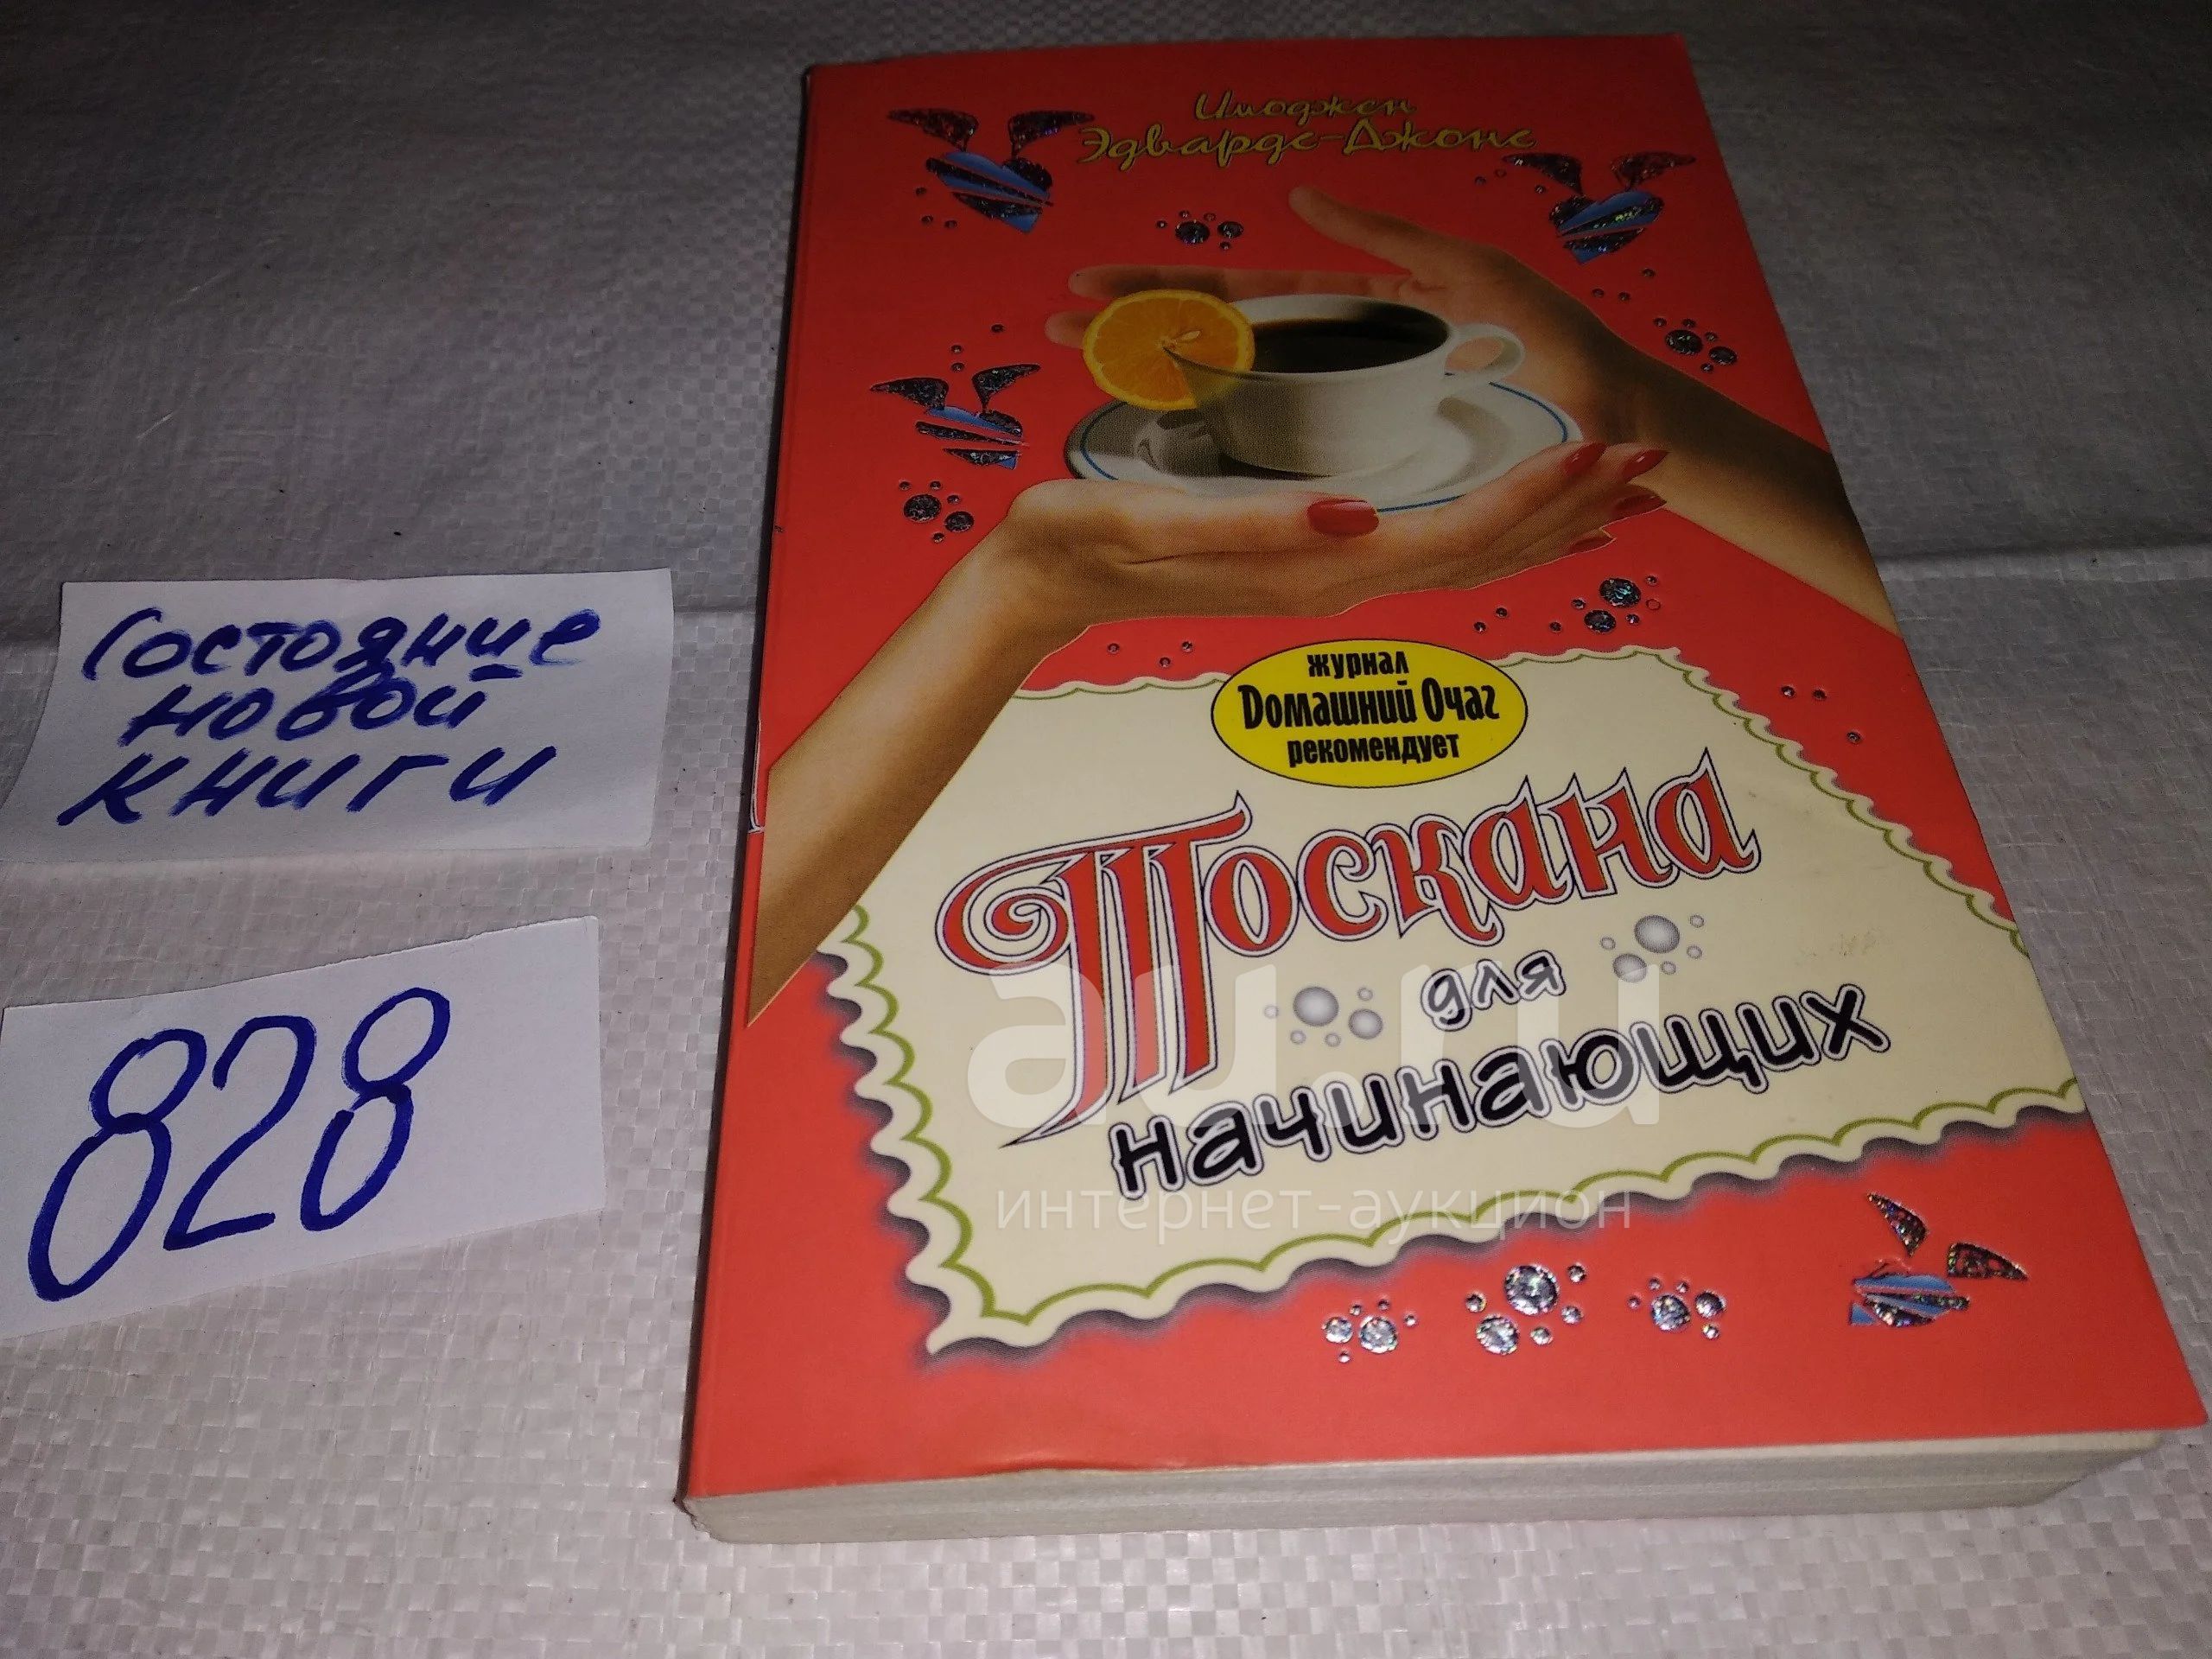 Имоджен
Эдвардс-Джонс
журнал
Домашний Очаг
рекомендует
Тоскана
для
начинающих
Состояние
новой
книги
828
au.ru
интернет-аукцион